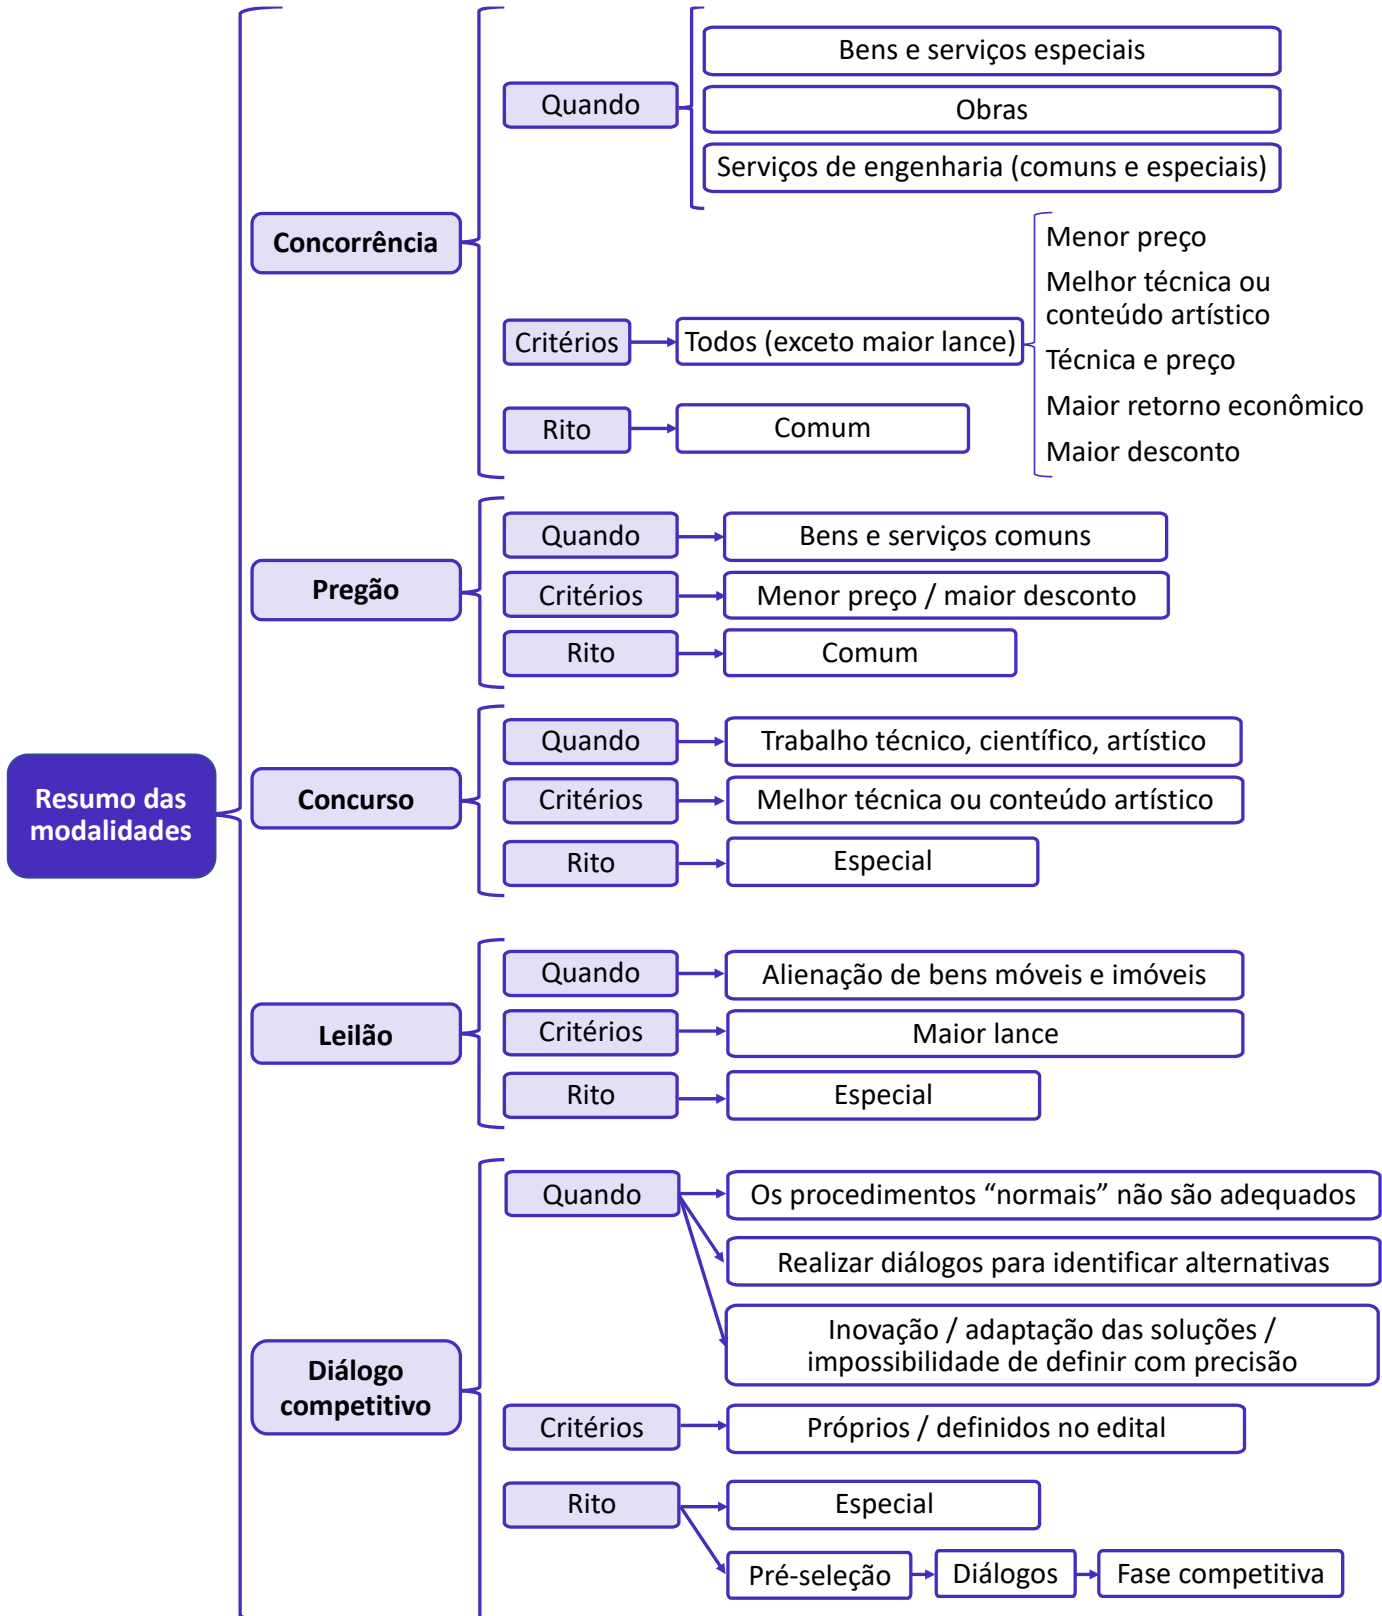 Resumo das
modalidades
Concorrência
Quando
Bens e serviços especiais
Obras
Serviços de engenharia (comuns e especiais)
Critérios
Todos (exceto maior lance)
Menor preço
Melhor técnica ou
conteúdo artístico
Técnica e preço
Maior retorno econômico
Maior desconto
Rito
Comum
Pregão
Quando
Bens e serviços comuns
Critérios
Menor preço / maior desconto
Rito
Comum
Concurso
Quando
Trabalho técnico, científico, artístico
Critérios
Melhor técnica ou conteúdo artístico
Rito
Especial
Leilão
Quando
Alienação de bens móveis e imóveis
Critérios
Maior lance
Rito
Especial
Diálogo
competitivo
Quando
Os procedimentos “normais” não são adequados
Realizar diálogos para identificar alternativas
Inovação / adaptação das soluções /
impossibilidade de definir com precisão
Critérios
Próprios / definidos no edital
Rito
Especial
Pré-seleção
Diálogos
Fase competitiva